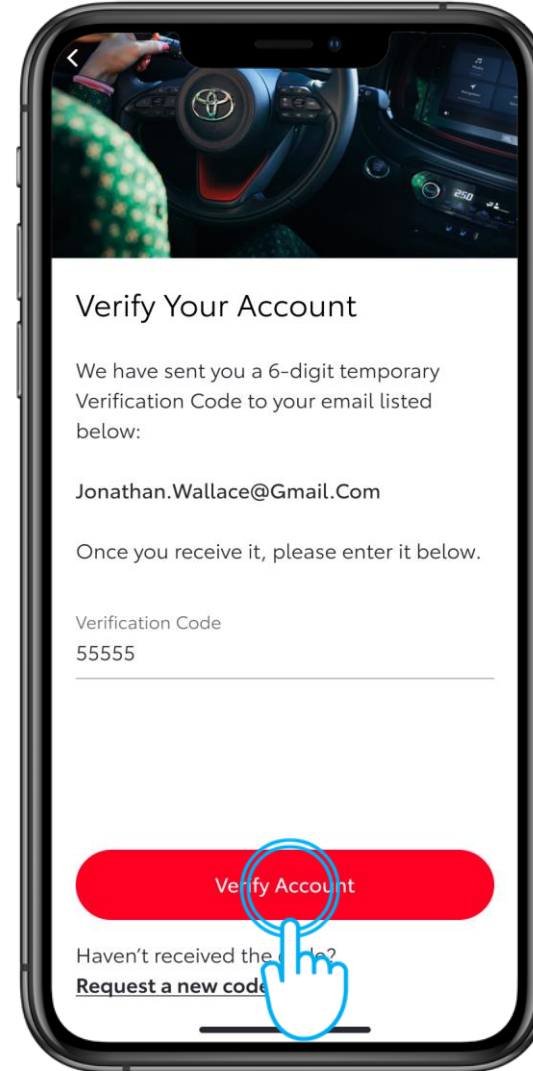 Verify Your Account
We have sent you a 6-digit temporary
Verification Code to your email listed
below:
Jonathan.Wallace@Gmail.Com
Once you receive it, please enter it below.
Verification Code
55555
Verify Account
Haven't received the code?
Request a new code